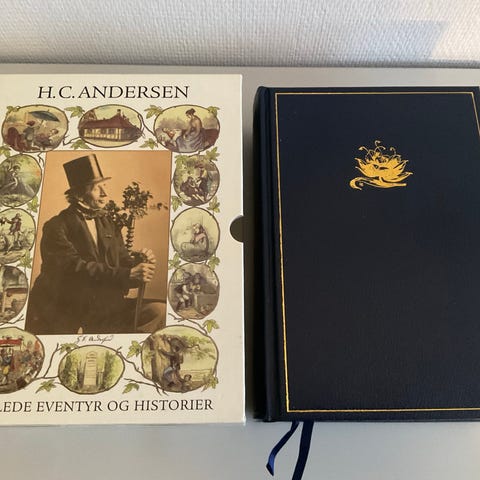 H.C. ANDERSEN
LEDE EVENTYR OG HISTORIER